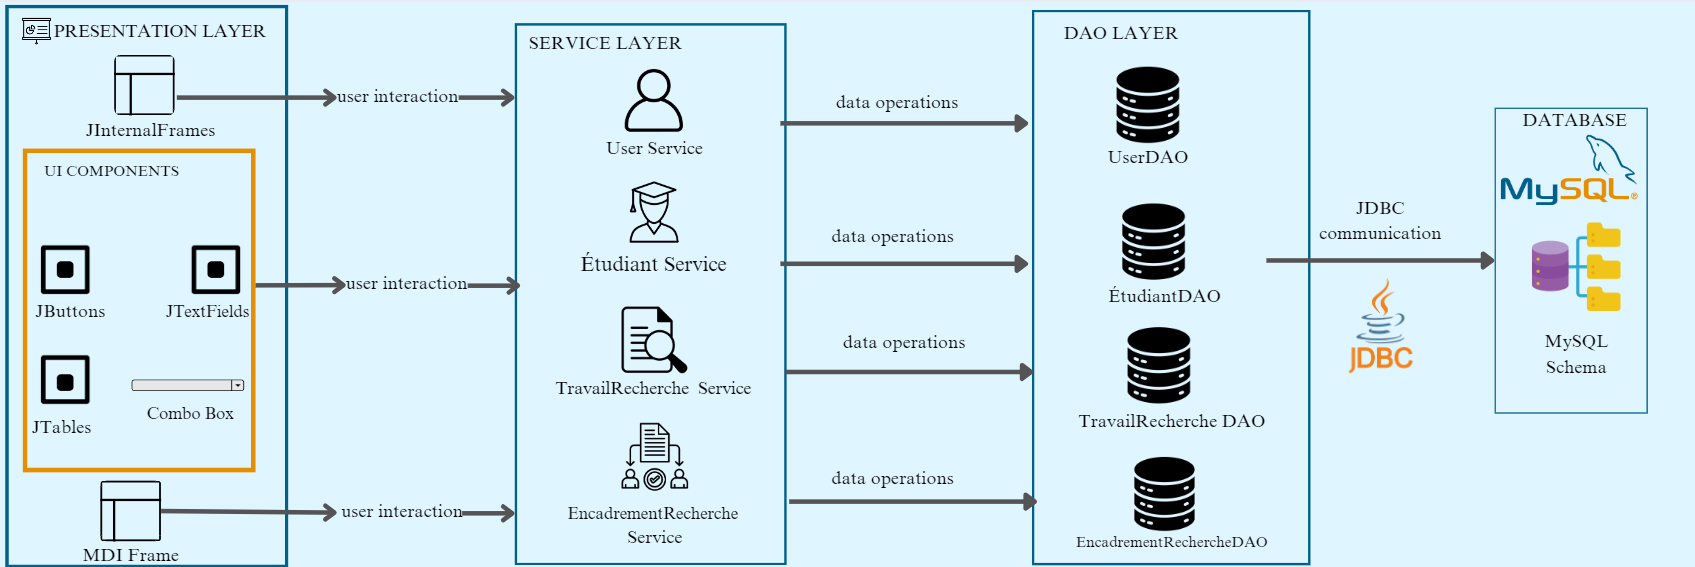 PRESENTATION LAYER
JInternalFrames
UI COMPONENTS
JButtons
JTextFields
JTables
Combo Box
MDI Frame
user interaction
user interaction
user interaction
SERVICE LAYER
User Service
Étudiant Service
TravailRecherche Service
EncadrementRecherche
Service
data operations
data operations
data operations
data operations
DAO LAYER
UserDAO
ÉtudiantDAO
TravailRecherche DAO
EncadrementRechercheDAO
JDBC
communication
JDBC
DATABASE
MySQL®
MySQL
Schema